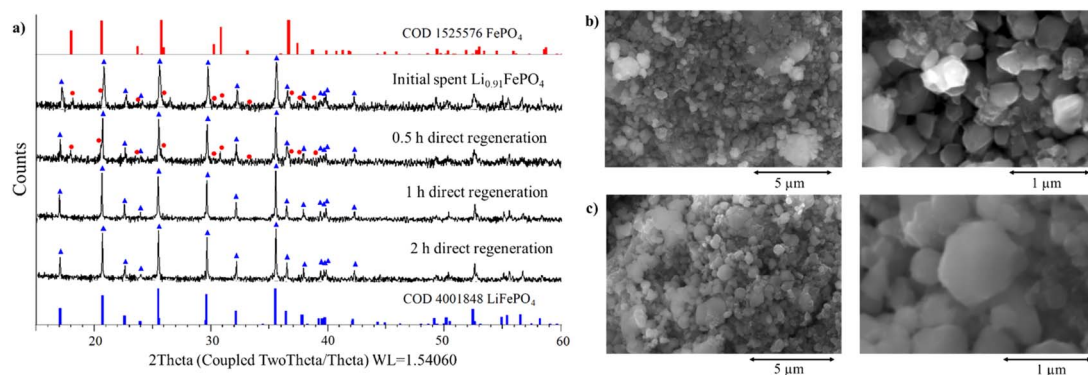 a)
COD 1525576 FePO₄
Initial spent Li₀.₉₁FePO₄
0.5 h direct regeneration
1 h direct regeneration
2 h direct regeneration
COD 4001848 LiFePO₄
Counts
20 30 40 50 60
2Theta (Coupled TwoTheta/Theta) WL=1.54060
b)
5 µm
1 µm
c)
5 µm
1 µm